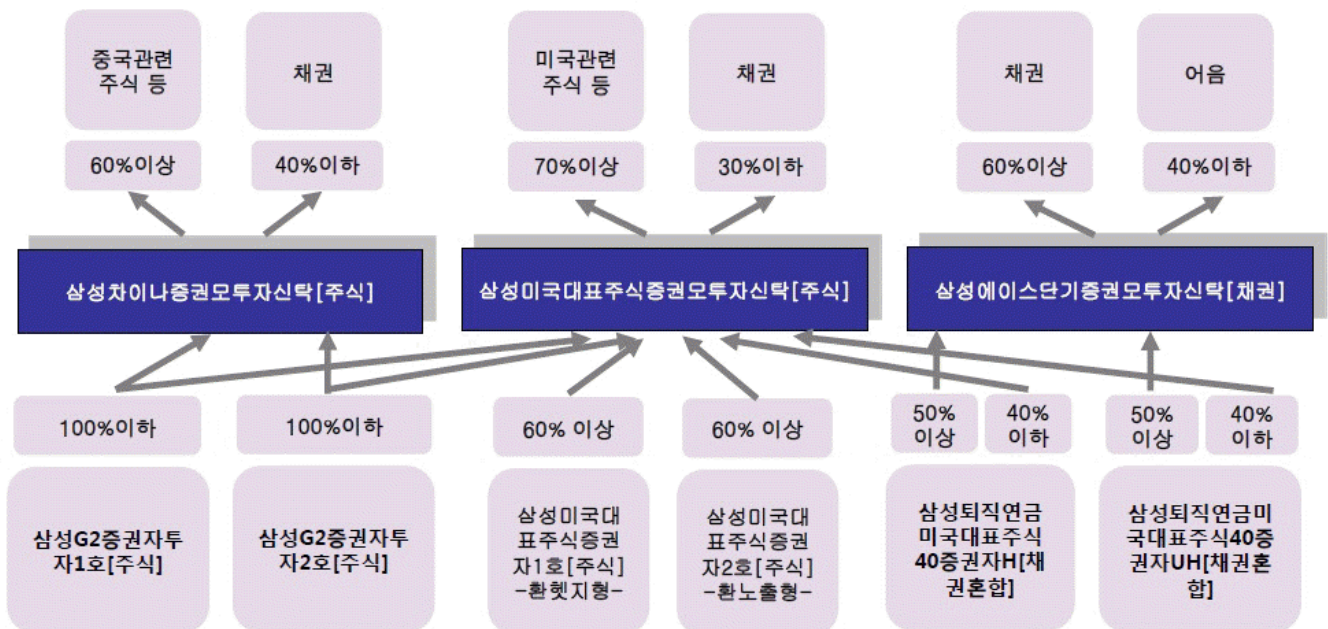 중국관련
주식 등
채권
미국관련
주식 등
채권
채권
어음
60%이상
40%이하
70%이상
30%이하
60%이상
40%이하
삼성차이나증권모투자신탁[주식]
삼성미국대표주식증권모투자신탁[주식]
삼성에이스단기증권모투자신탁[채권]
100%이하
100%이하
60% 이상
60% 이상
50%
이상
40%
이하
50%
이상
40%
이하
삼성G2증권자투
자1호[주식]
삼성G2증권자투
자2호[주식]
삼성미국대
표주식증권
자1호[주식]
-환헷지형-
삼성미국대
표주식증권
자2호[주식]
-환노출형-
삼성퇴직연금
미국대표주식
40증권자H[채
권혼합]
삼성퇴직연금미
국대표주식40증
권자UH[채권혼
합]